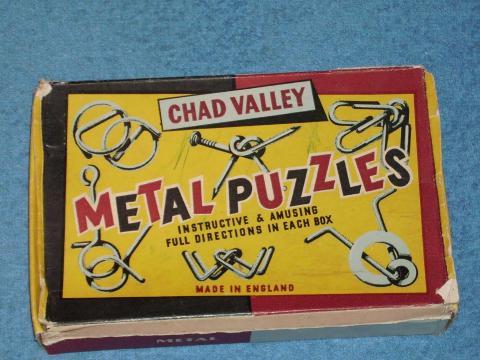 CHAD VALLEY
METAL PUZZLES
INSTRUCTIVE & AMUSING
FULL DIRECTIONS IN EACH BOX
MADE IN ENGLAND
METAL